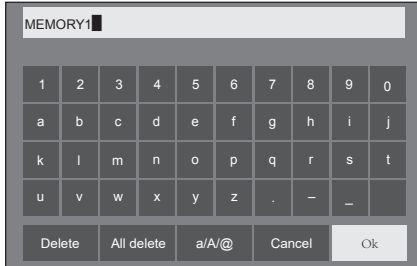 MEMORY1
1 2 3 4 5 6 7 8 9 0
a b c d e f g h i j
k l m n o p q r s t
u v w x y z . – _
Delete All delete a/A/@ Cancel Ok